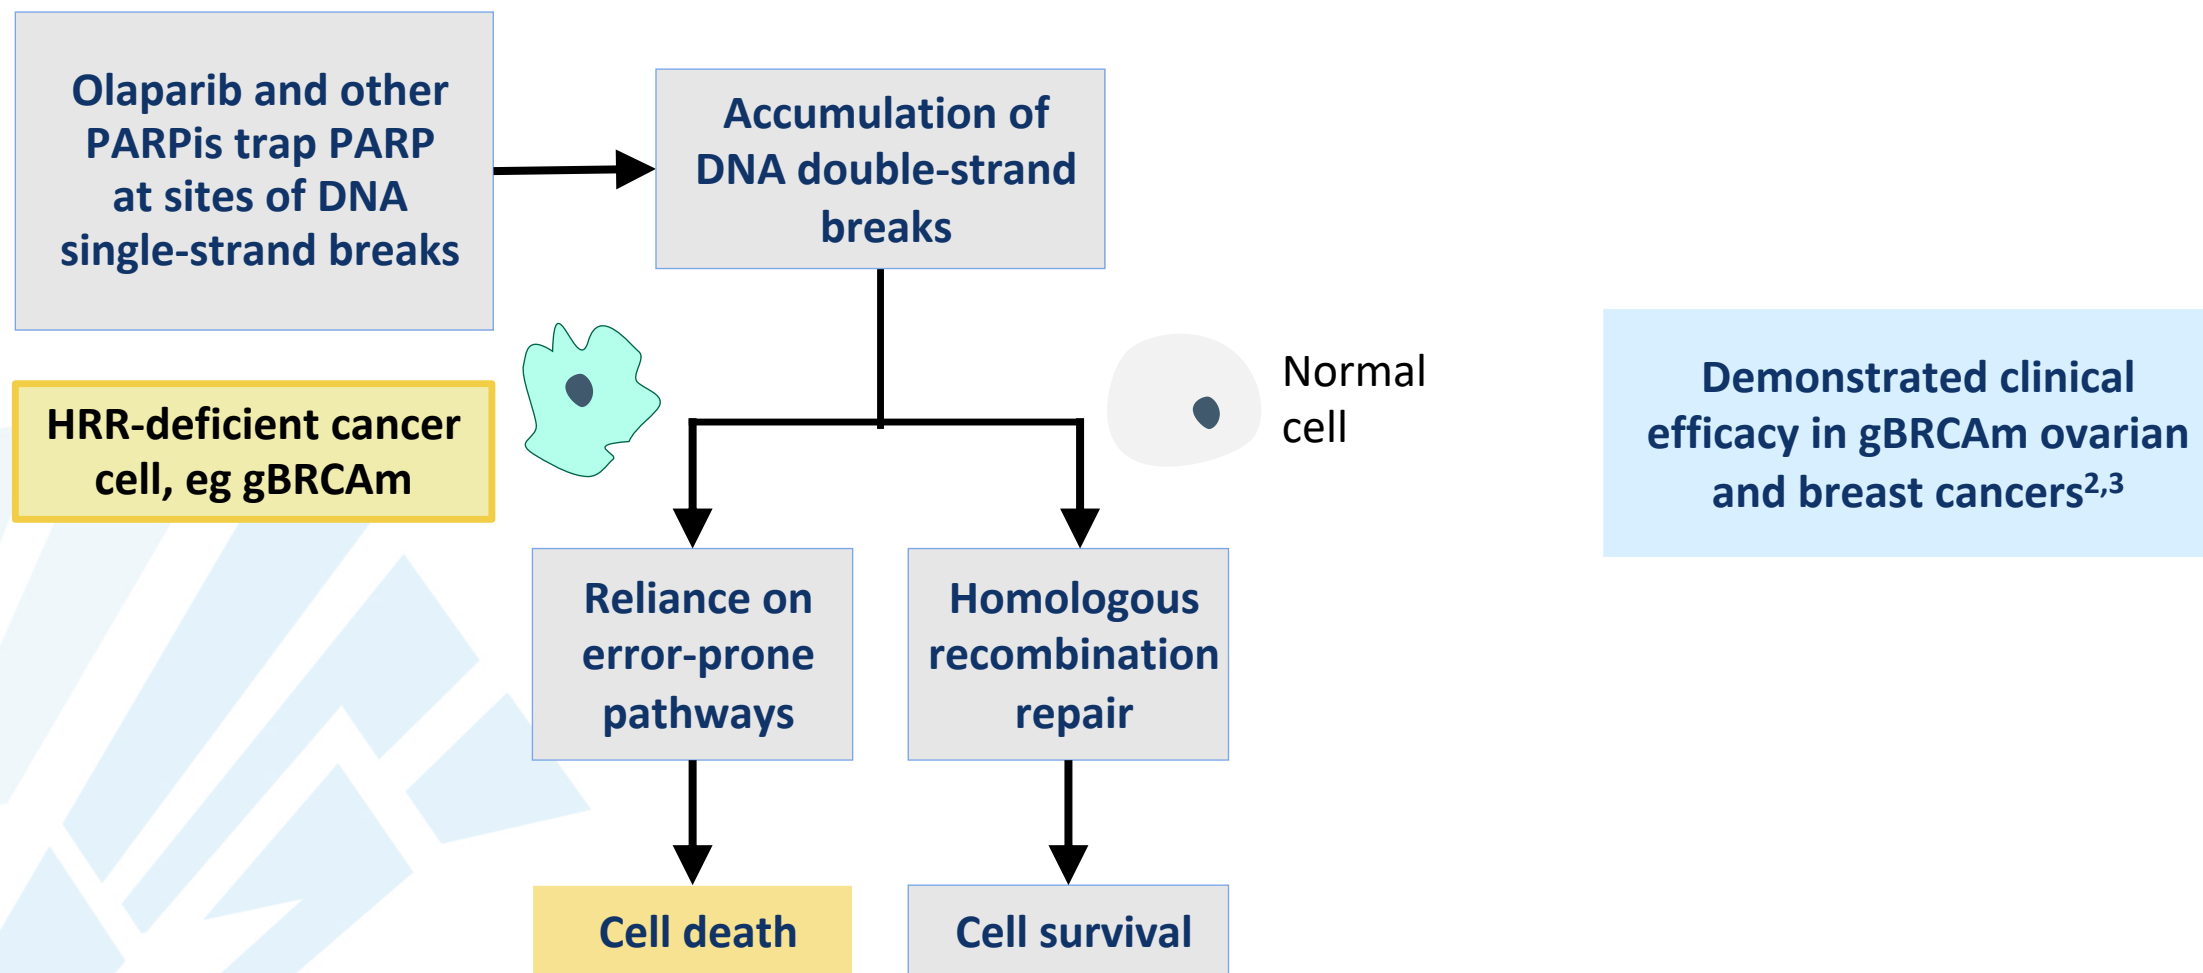 Olaparib and other
PARPis trap PARP
at sites of DNA
single-strand breaks
Accumulation of
DNA double-strand
breaks
HRR-deficient cancer
cell, eg gBRCAm
Normal
cell
Demonstrated clinical
efficacy in gBRCAm ovarian
and breast cancers2,3
Reliance on
error-prone
pathways
Homologous
recombination
repair
Cell death
Cell survival